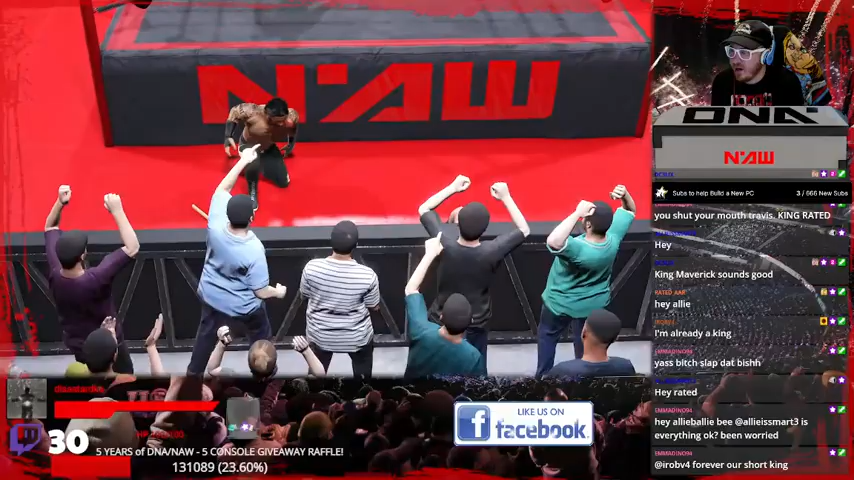 NAW
DNA
NAW
Subs to help Build a New PC
3 / 666 New Subs
you shut your mouth travis. KING RATED
Hey
King Maverick sounds good
hey allie
I'm already a king
EMMADINO94
yass bitch slap dat bishh
Hey rated
EMMADINO94
hey allieballie bee @allieissmart3 is
everything ok? been worried
EMMADINO94
@irobv4 forever our short king
LIKE US ON
facebook.
30
5 YEARS of DNA/NAW - 5 CONSOLE GIVEAWAY RAFFLE!
131089 (23.60%)